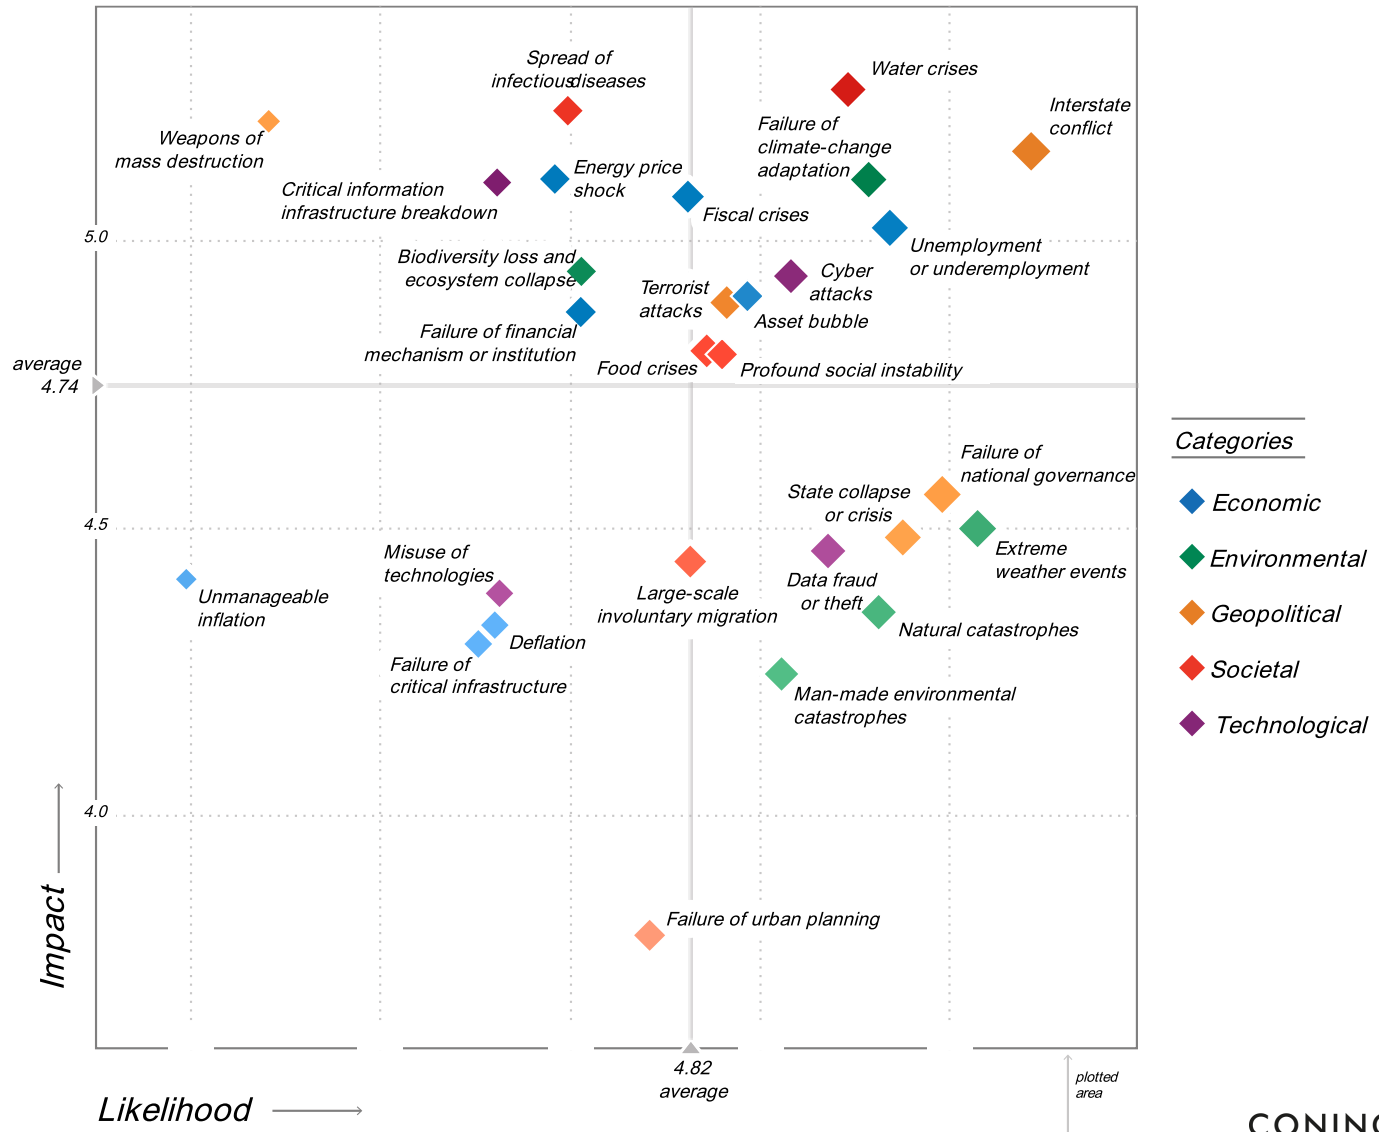 Spread of
infectious diseases
Water crises
Interstate
conflict
Weapons of
mass destruction
Failure of
climate-change
adaptation
Energy price
shock
Critical information
infrastructure breakdown
Fiscal crises
5.0
Unemployment
or underemployment
Biodiversity loss and
ecosystem collapse
Cyber
attacks
Terrorist
attacks
Asset bubble
Failure of financial
mechanism or institution
Food crises
Profound social instability
average
4.74
Categories
Economic
Environmental
Geopolitical
Societal
Technological
Failure of
national governance
State collapse
or crisis
4.5
Extreme
weather events
Misuse of
technologies
Data fraud
or theft
Large-scale
involuntary migration
Unmanageable
inflation
Natural catastrophes
Deflation
Failure of
critical infrastructure
Man-made environmental
catastrophes
4.0
Failure of urban planning
Impact
4.82
average
plotted
area
Likelihood